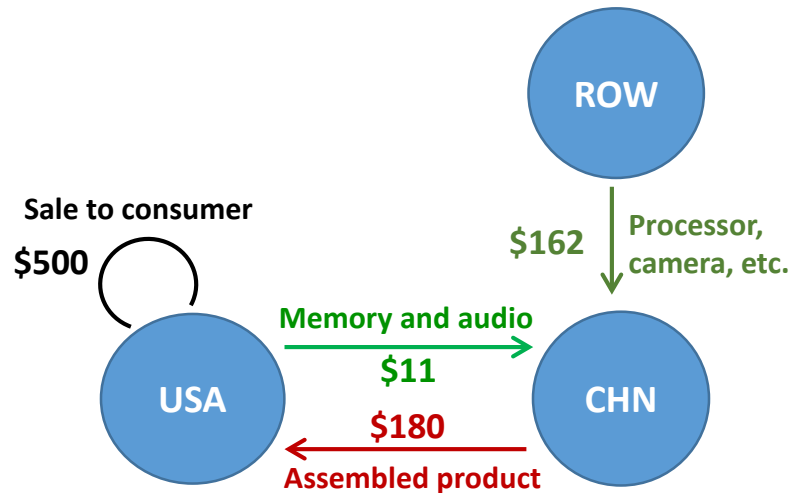 ROW
Sale to consumer
$500
$162
Processor,
camera, etc.
Memory and audio
$11
USA
CHN
$180
Assembled product